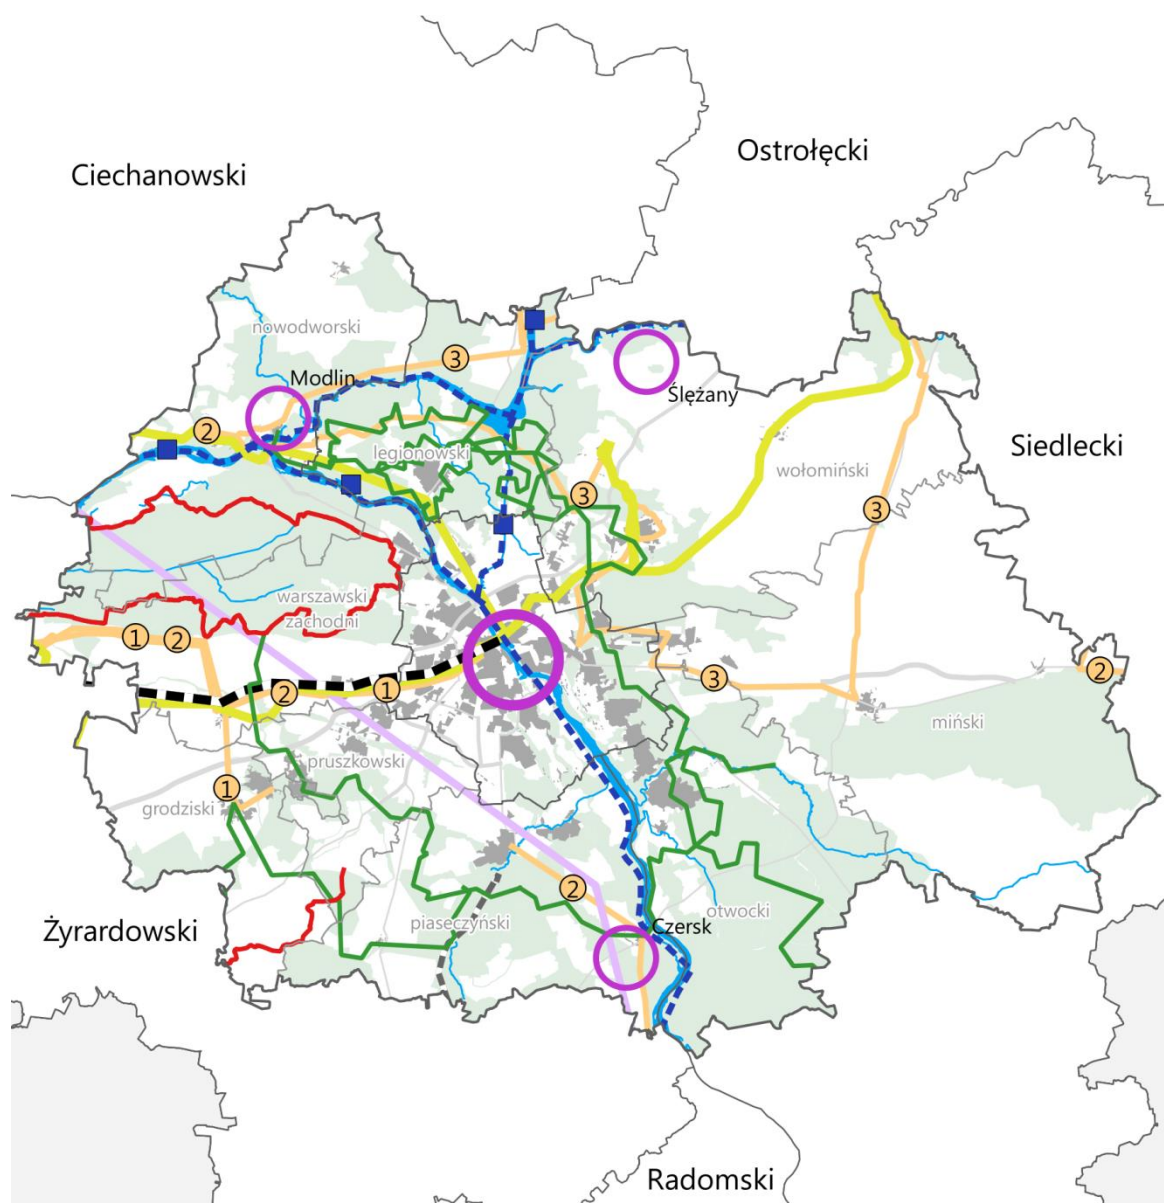 Ostrołęcki
Ciechanowski
nowodworski
3
Modlin
Ślężany
2
Siedlecki
legionowski
wołomiński
3
3
warszawski
zachodni
1
2
3
2
2
1
miński
pruszkowski
1
grodziski
2
otwocki
piaseczyński
Czersk
Żyrardowski
Radomski